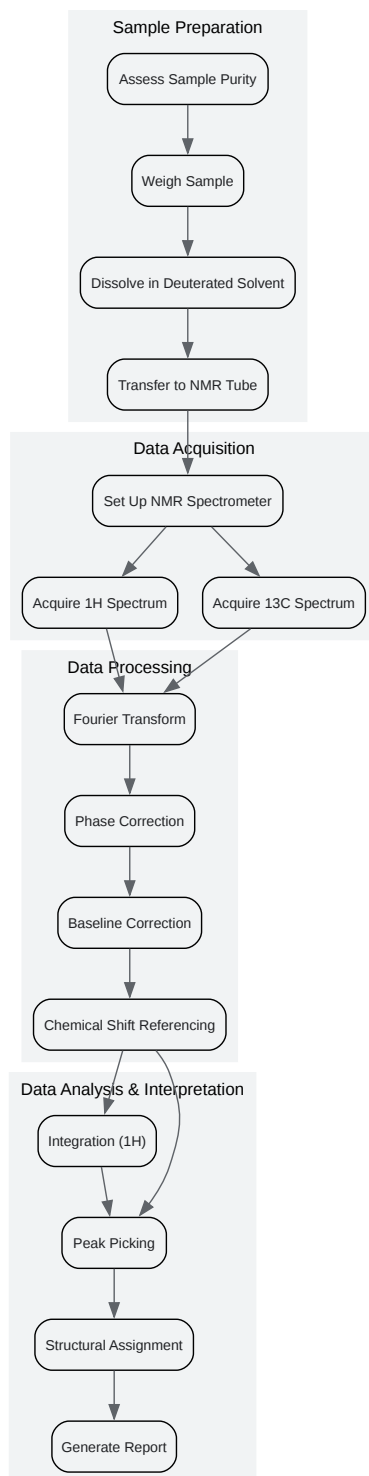 Sample Preparation
Assess Sample Purity
Weigh Sample
Dissolve in Deuterated Solvent
Transfer to NMR Tube
Data Acquisition
Set Up NMR Spectrometer
Acquire 1H Spectrum
Acquire 13C Spectrum
Data Processing
Fourier Transform
Phase Correction
Baseline Correction
Chemical Shift Referencing
Data Analysis & Interpretation
Integration (1H)
Peak Picking
Structural Assignment
Generate Report